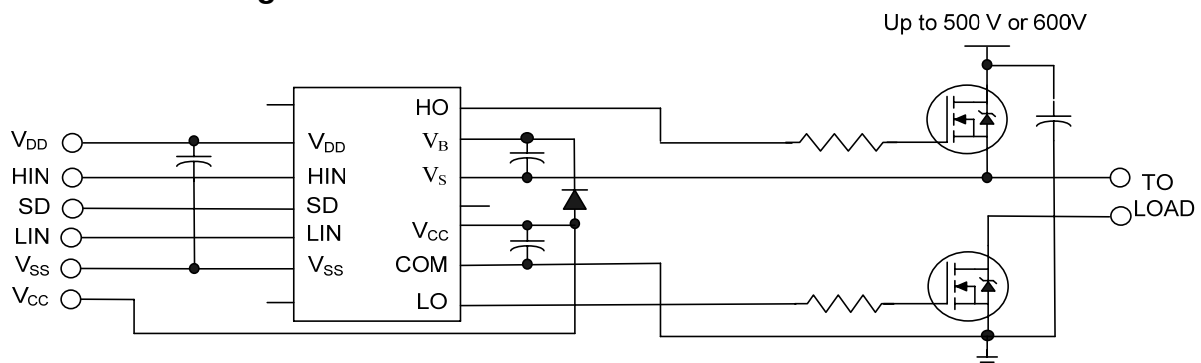 Up to 500 V or 600V
HO
V_DD
V_DD
V_B
HIN
HIN
V_S
TO
LOAD
SD
SD
LIN
LIN
V_CC
V_SS
V_SS
COM
V_CC
LO